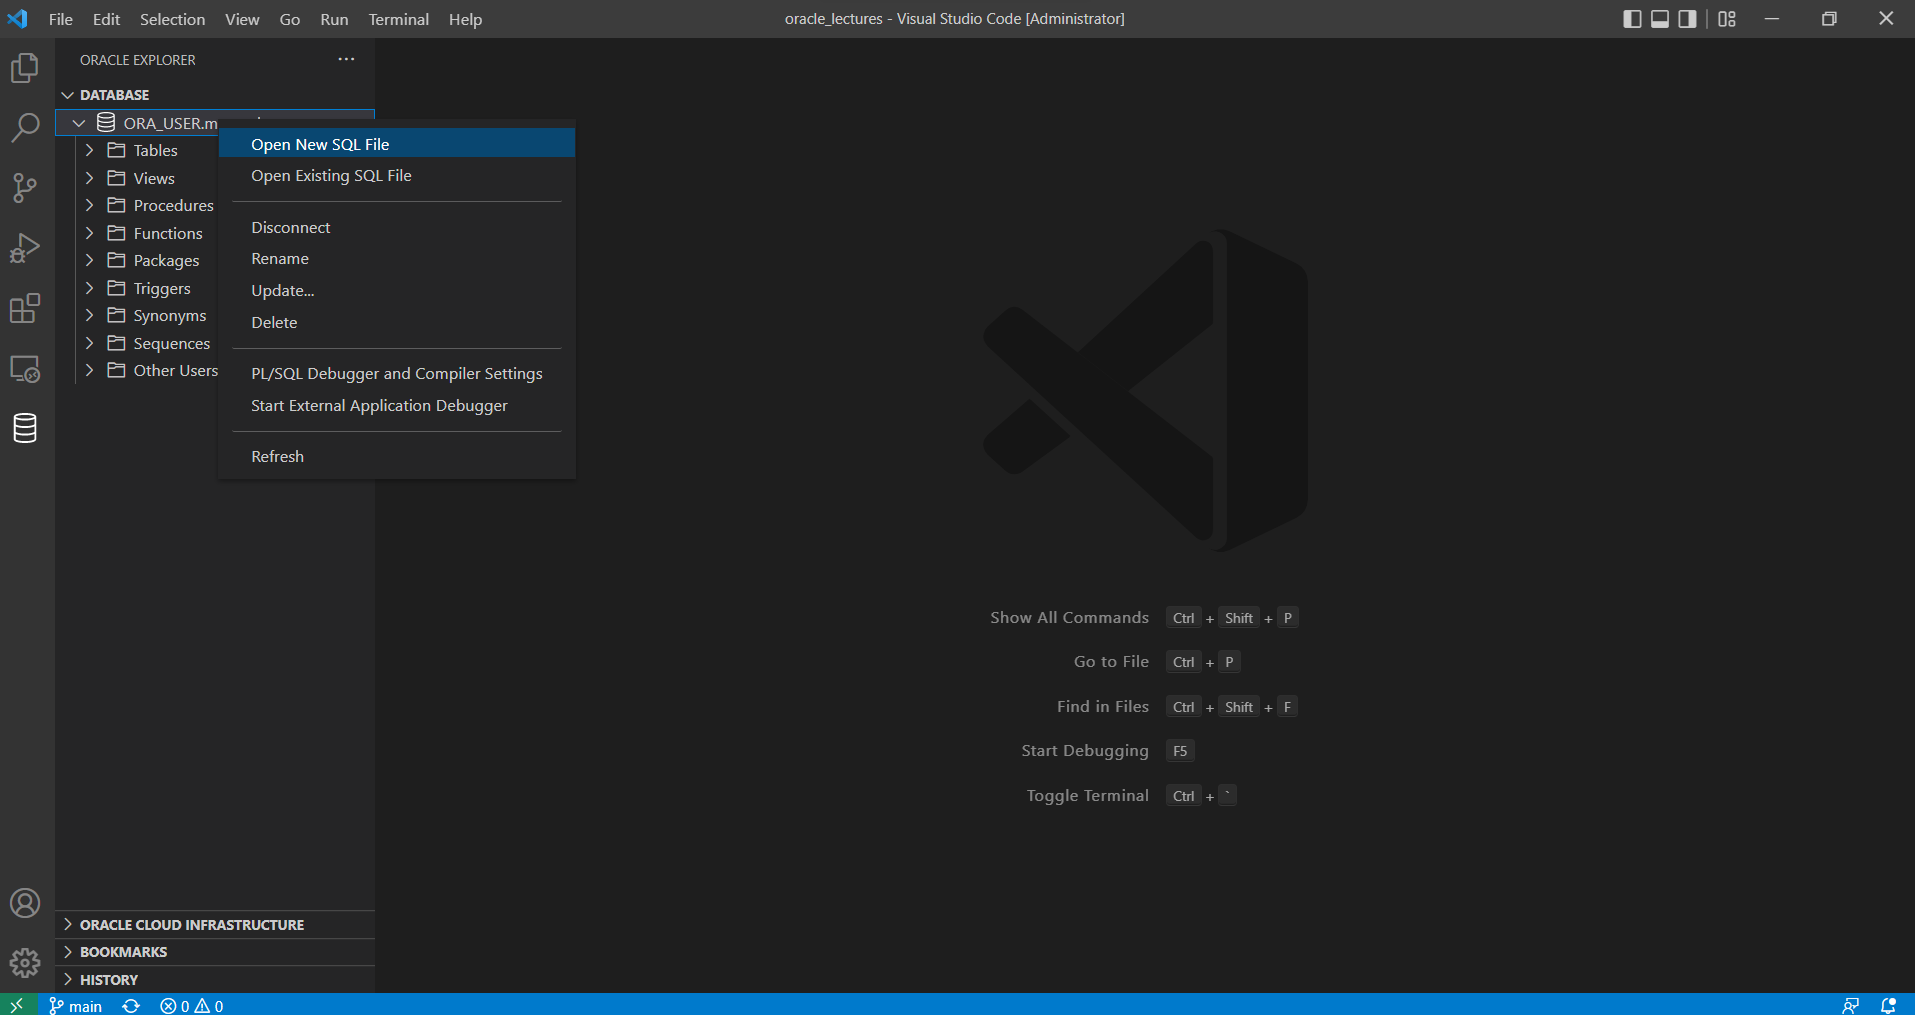 File Edit Selection View Go Run Terminal Help
oracle_lectures - Visual Studio Code [Administrator]
ORACLE EXPLORER
DATABASE
ORA_USER.m
Tables
Views
Procedures
Functions
Packages
Triggers
Synonyms
Sequences
Other Users
Open New SQL File
Open Existing SQL File
Disconnect
Rename
Update...
Delete
PL/SQL Debugger and Compiler Settings
Start External Application Debugger
Refresh
Show All Commands Ctrl + Shift + P
Go to File Ctrl + P
Find in Files Ctrl + Shift + F
Start Debugging F5
Toggle Terminal Ctrl + `
ORACLE CLOUD INFRASTRUCTURE
BOOKMARKS
HISTORY
main 0 0